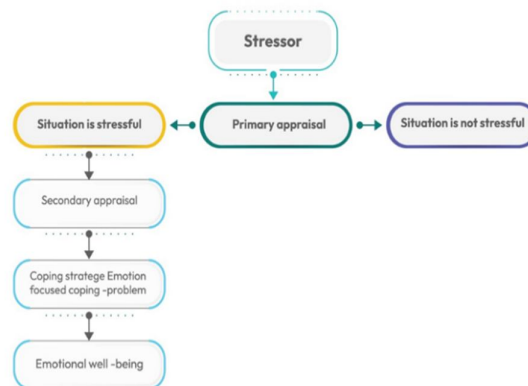 Stressor
Situation is stressful
Primary appraisal
Situation is not stressful
Secondary appraisal
Coping stratege Emotion
focused coping -problem
Emotional well -being